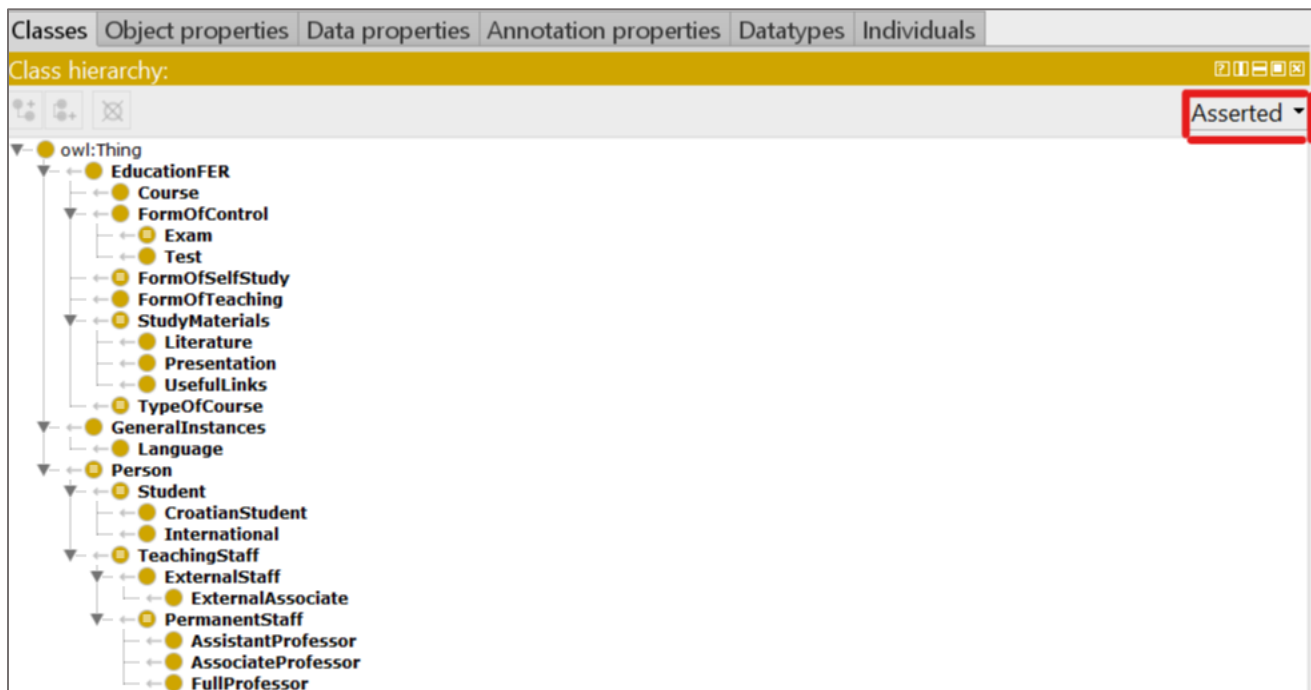 Classes Object properties Data properties Annotation properties Datatypes Individuals
Class hierarchy:
Asserted
owl:Thing
EducationFER
Course
FormOfControl
Exam
Test
FormOfSelfStudy
FormOfTeaching
StudyMaterials
Literature
Presentation
UsefulLinks
TypeOfCourse
GeneralInstances
Language
Person
Student
CroatianStudent
International
TeachingStaff
ExternalStaff
ExternalAssociate
PermanentStaff
AssistantProfessor
AssociateProfessor
FullProfessor